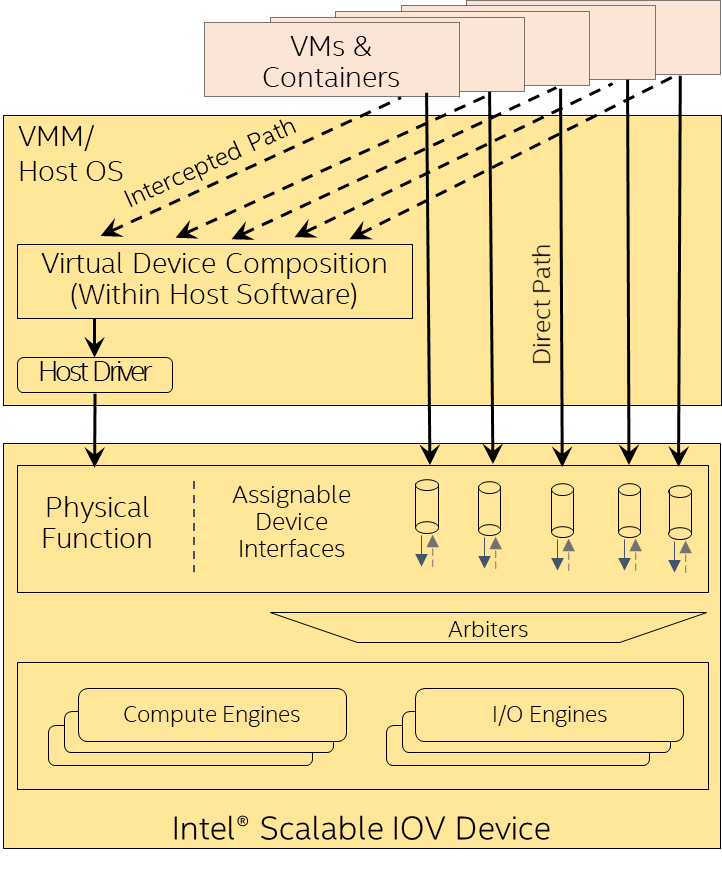 VMs &
Containers
VMM/
Host OS
Intercepted Path
Virtual Device Composition
(Within Host Software)
Direct Path
Host Driver
Physical
Function
Assignable
Device
Interfaces
Arbiters
Compute Engines
I/O Engines
Intel® Scalable IOV Device